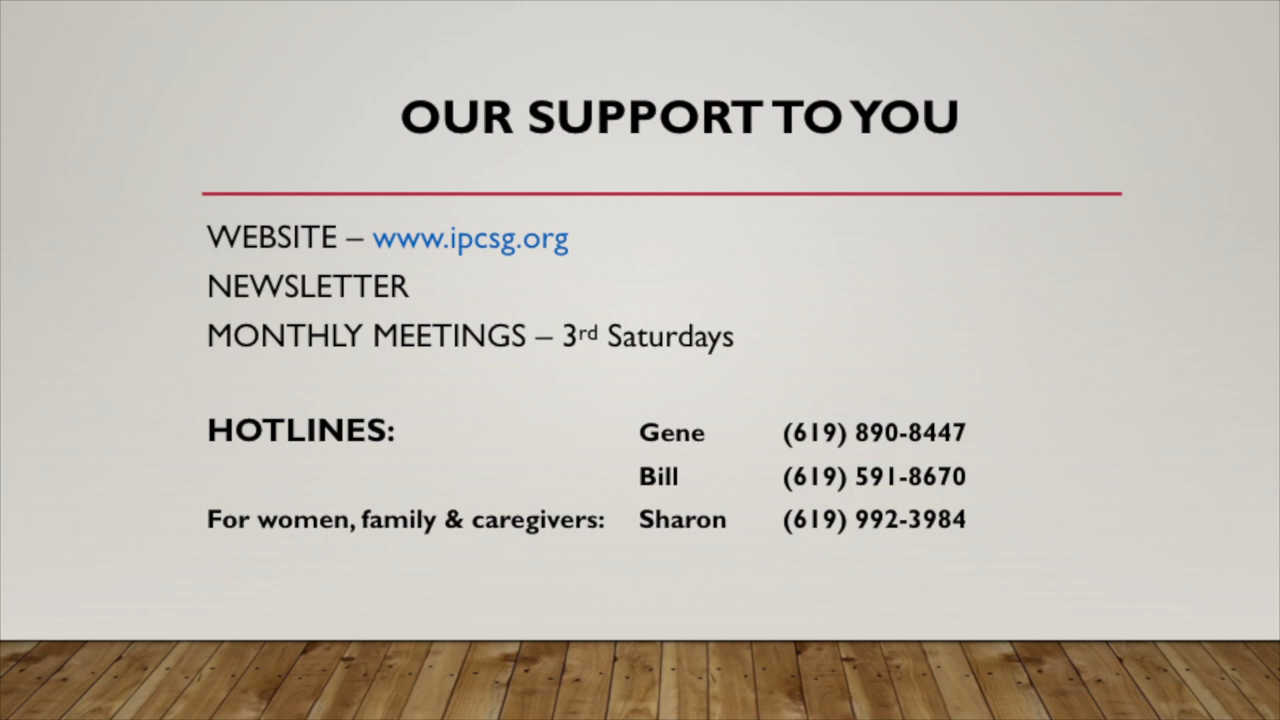 OUR SUPPORT TO YOU
WEBSITE – www.ipcsg.org
NEWSLETTER
MONTHLY MEETINGS – 3rd Saturdays
HOTLINES: Gene (619) 890-8447
Bill (619) 591-8670
For women, family & caregivers: Sharon (619) 992-3984